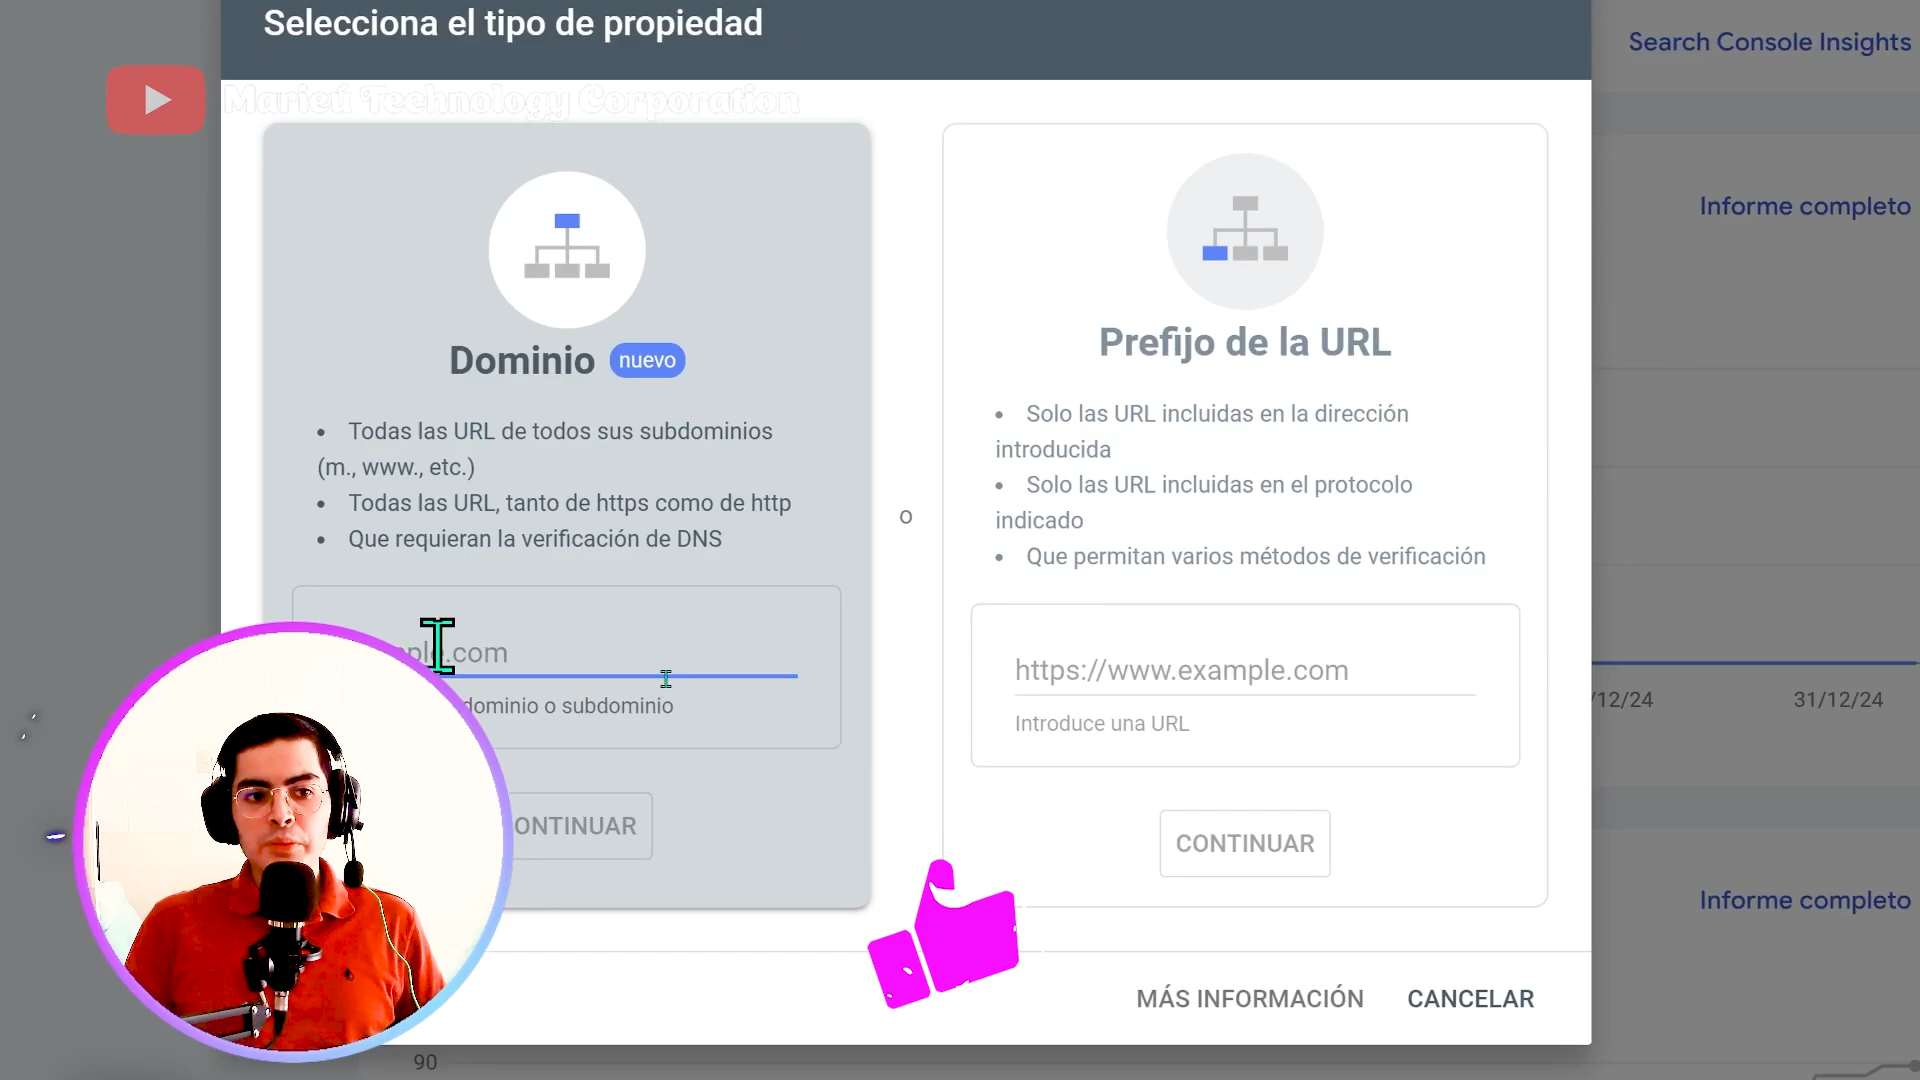 Selecciona el tipo de propiedad
Search Console Insights
Marieú Technology Corporation
Informe completo
Dominio nuevo
• Todas las URL de todos sus subdominios
(m., www., etc.)
• Todas las URL, tanto de https como de http
• Que requieran la verificación de DNS
.com
dominio o subdominio
CONTINUAR
o
Prefijo de la URL
• Solo las URL incluidas en la dirección
introducida
• Solo las URL incluidas en el protocolo
indicado
• Que permitan varios métodos de verificación
https://www.example.com
Introduce una URL
CONTINUAR
/12/24
31/12/24
Informe completo
MÁS INFORMACIÓN
CANCELAR
90